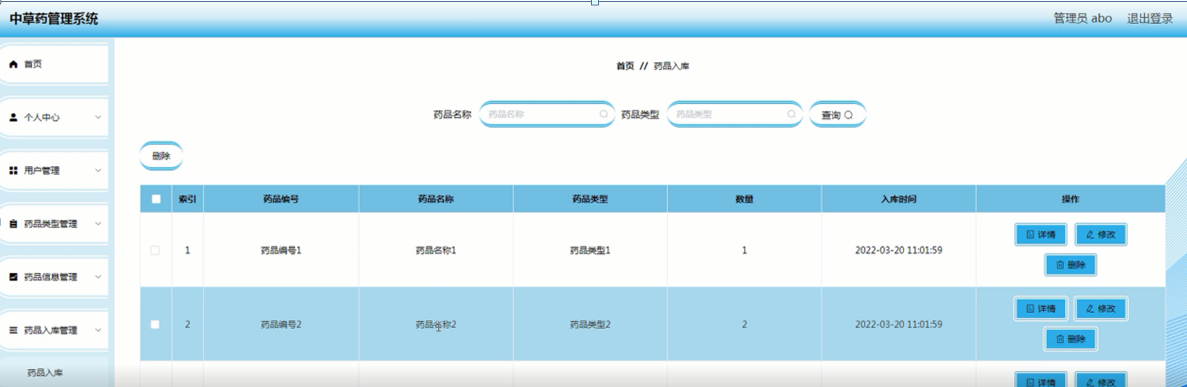 中草药管理系统
管理员 abo 退出登录
首页
个人中心
用户管理
药品类型管理
药品信息管理
药品入库管理
药品入库
首页 // 药品入库
药品名称 药品名称 药品类型 药品类型 查询
删除
索引 药品编号 药品名称 药品类型 数量 入库时间 操作
1 药品编号1 药品名称1 药品类型1 1 2022-03-20 11:01:59 详情 修改
删除
2 药品编号2 药品名称2 药品类型2 2 2022-03-20 11:01:59 详情 修改
删除
详情 修改